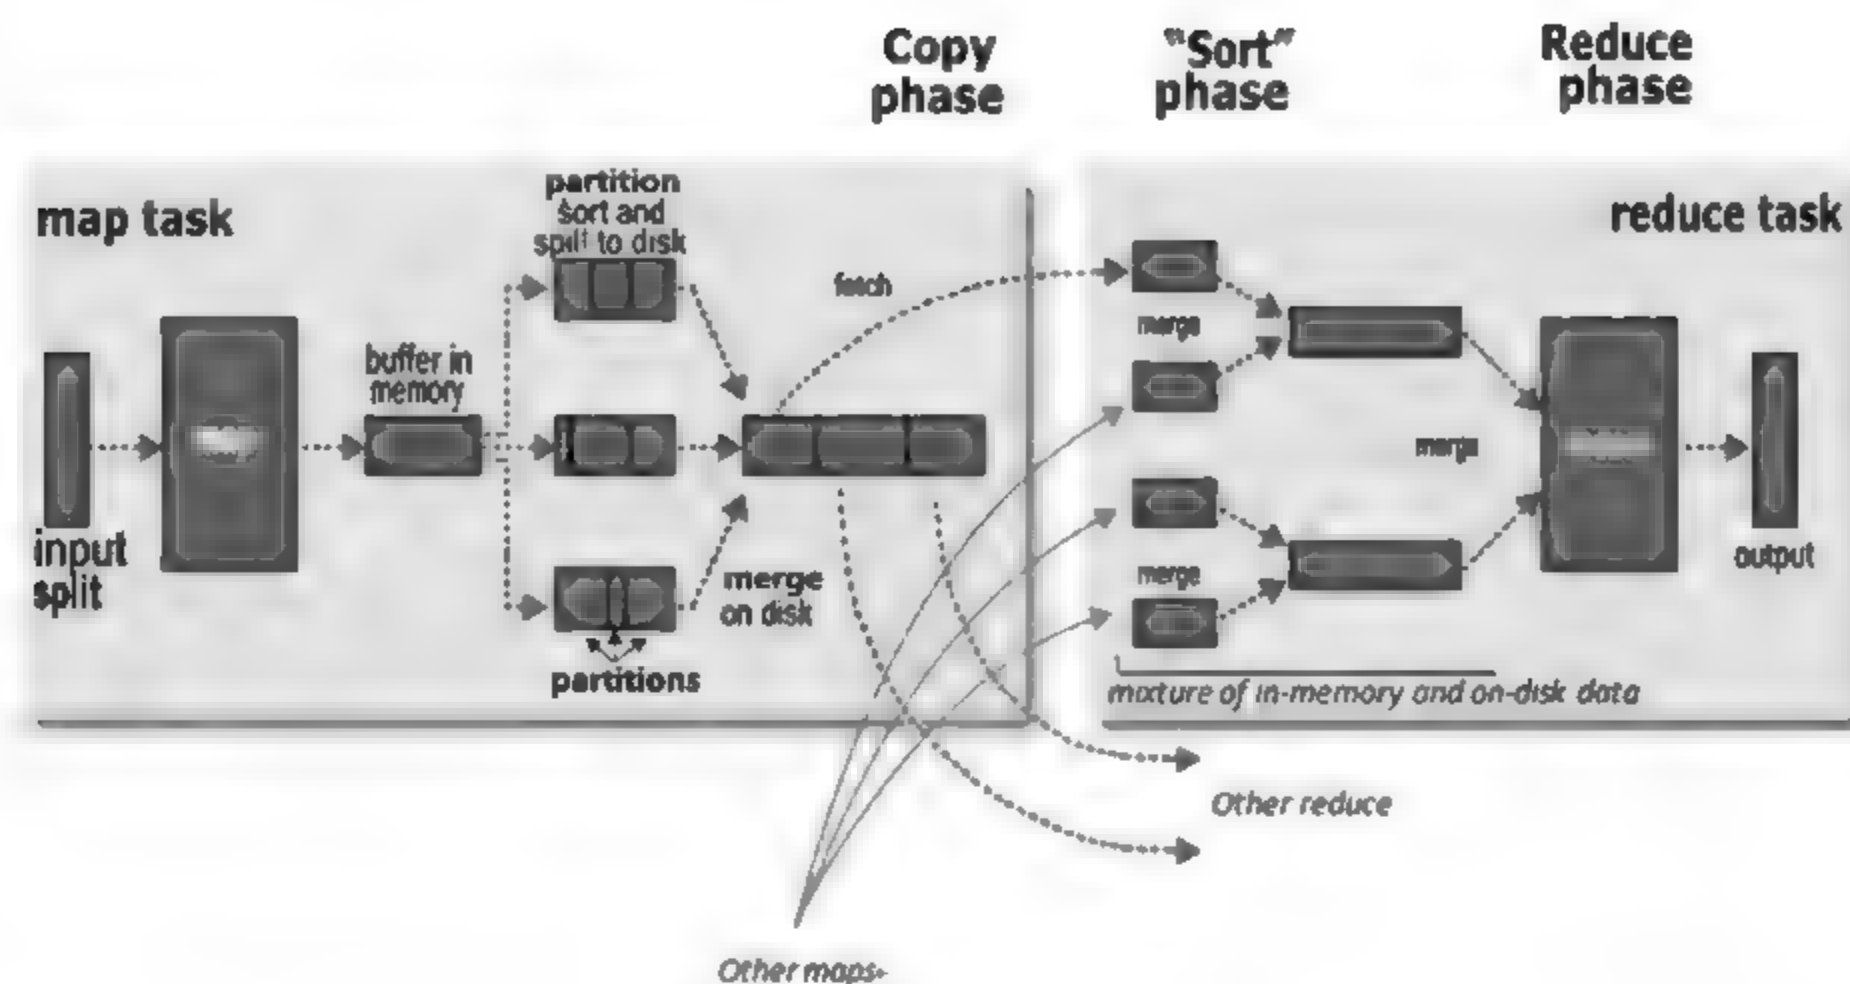 Copy
phase
"Sort"
phase
Reduce
phase
map task
partition
sort and
spill to disk
reduce task
fetch
merge
buffer in
memory
merge
input
split
merge
on disk
merge
output
partitions
mixture of in-memory and on-disk data
Other reduce
Other maps